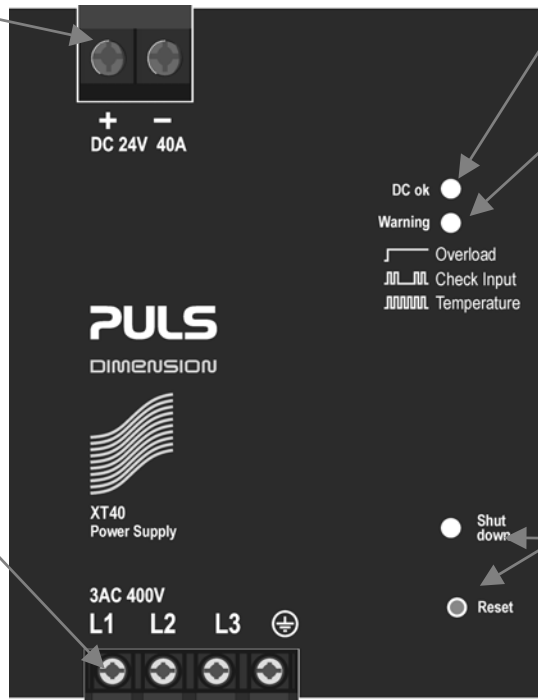 + −
DC 24V 40A
DC ok
Warning
Overload
Check Input
Temperature
PULS
DIMENSION
XT40
Power Supply
Shut
down
Reset
3AC 400V
L1 L2 L3